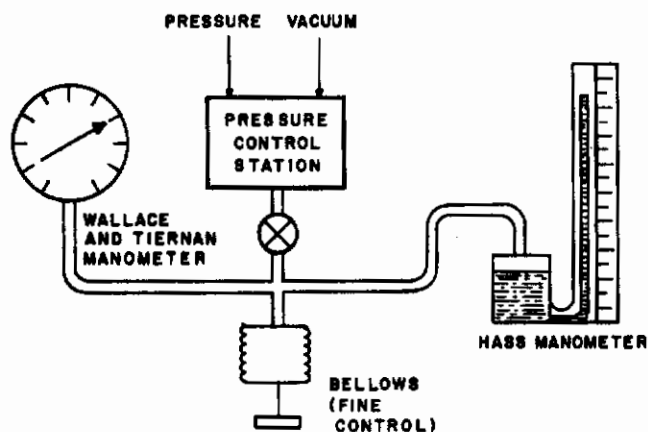 PRESSURE VACUUM
PRESSURE
CONTROL
STATION
WALLACE
AND TIERNAN
MANOMETER
HASS MANOMETER
BELLOWS
(FINE
CONTROL)